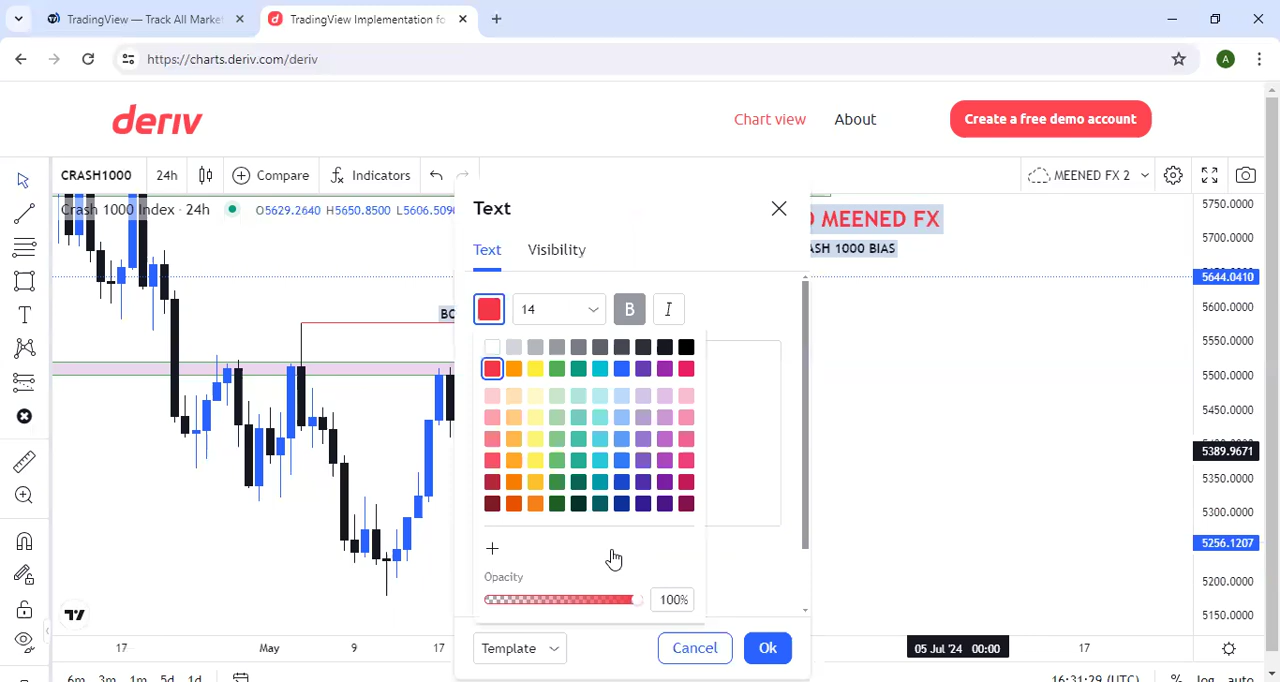 TradingView — Track All Marke
TradingView Implementation fo
https://charts.deriv.com/deriv
A
deriv
Chart view
About
Create a free demo account
CRASH1000
24h
Compare
Indicators
MEENED FX 2
Crash 1000 Index · 24h
O5629.2640 H5650.8500 L5606.509
MEENED FX
ASH 1000 BIAS
BO
Text
Text
Visibility
14
B
I
Opacity
100%
Template
Cancel
Ok
5750.0000
5700.0000
5644.0410
5600.0000
5550.0000
5500.0000
5450.0000
5389.9671
5350.0000
5300.0000
5256.1207
5200.0000
5150.0000
17
May
9
17
05 Jul '24 00:00
17
6m
3m
1m
5d
1d
16:31:29 (UTC)
%
log
auto